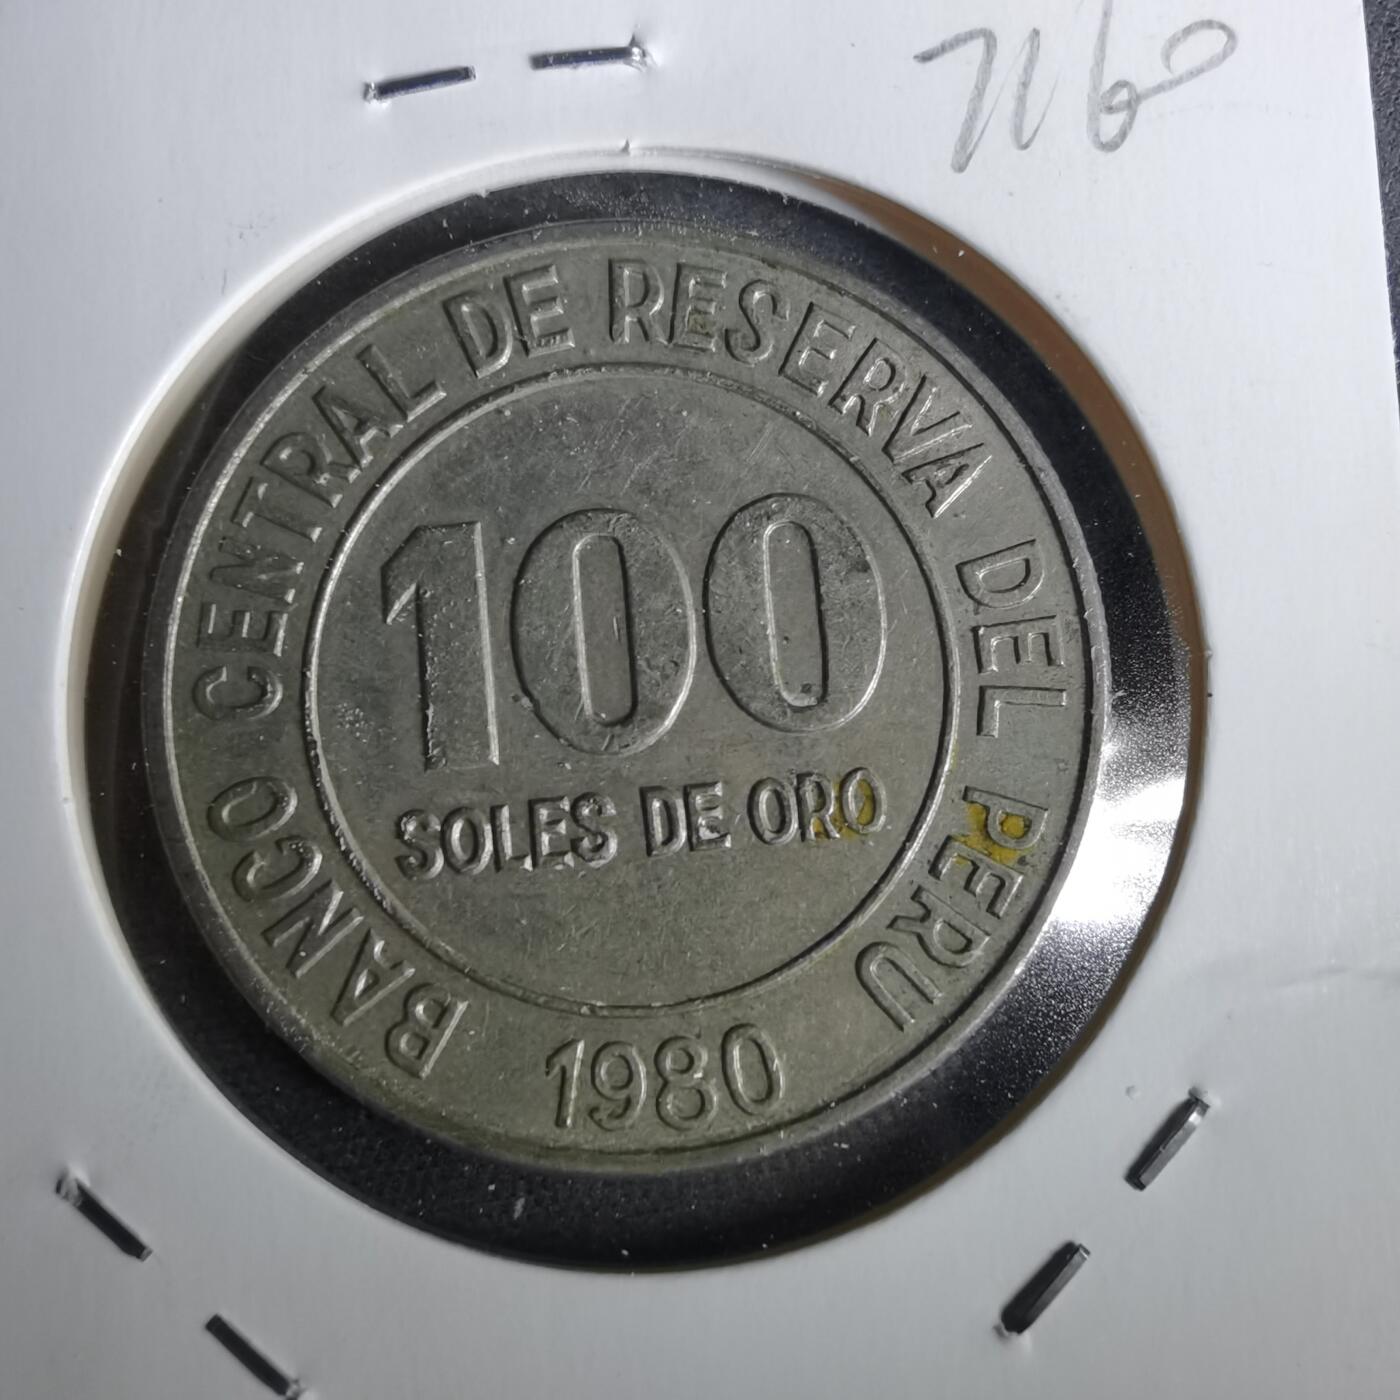 BANCO CENTRAL DE RESERVA DEL PERU
100
SOLES DE ORO
1980